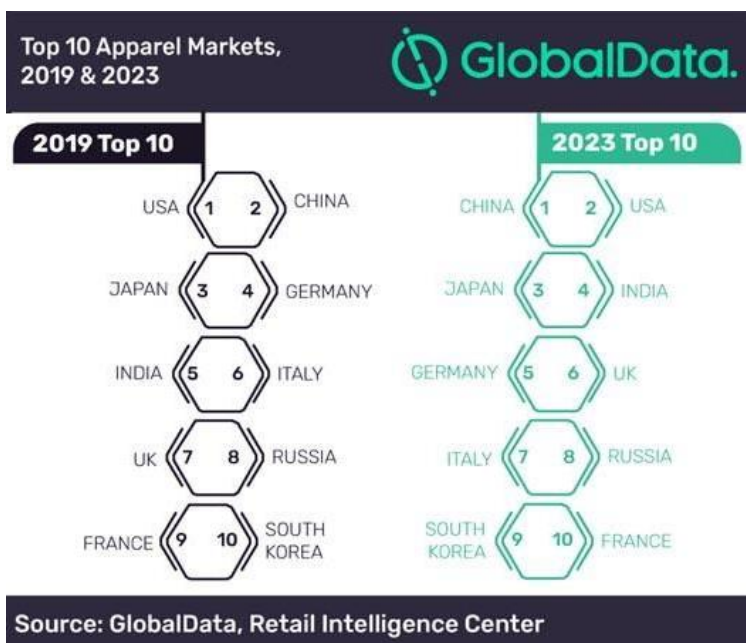 Top 10 Apparel Markets,
2019 & 2023
GlobalData.
2019 Top 10
USA 1 2 CHINA
JAPAN 3 4 GERMANY
INDIA 5 6 ITALY
UK 7 8 RUSSIA
FRANCE 9 10 SOUTH
KOREA
2023 Top 10
CHINA 1 2 USA
JAPAN 3 4 INDIA
GERMANY 5 6 UK
ITALY 7 8 RUSSIA
SOUTH
KOREA 9 10 FRANCE
Source: GlobalData, Retail Intelligence Center